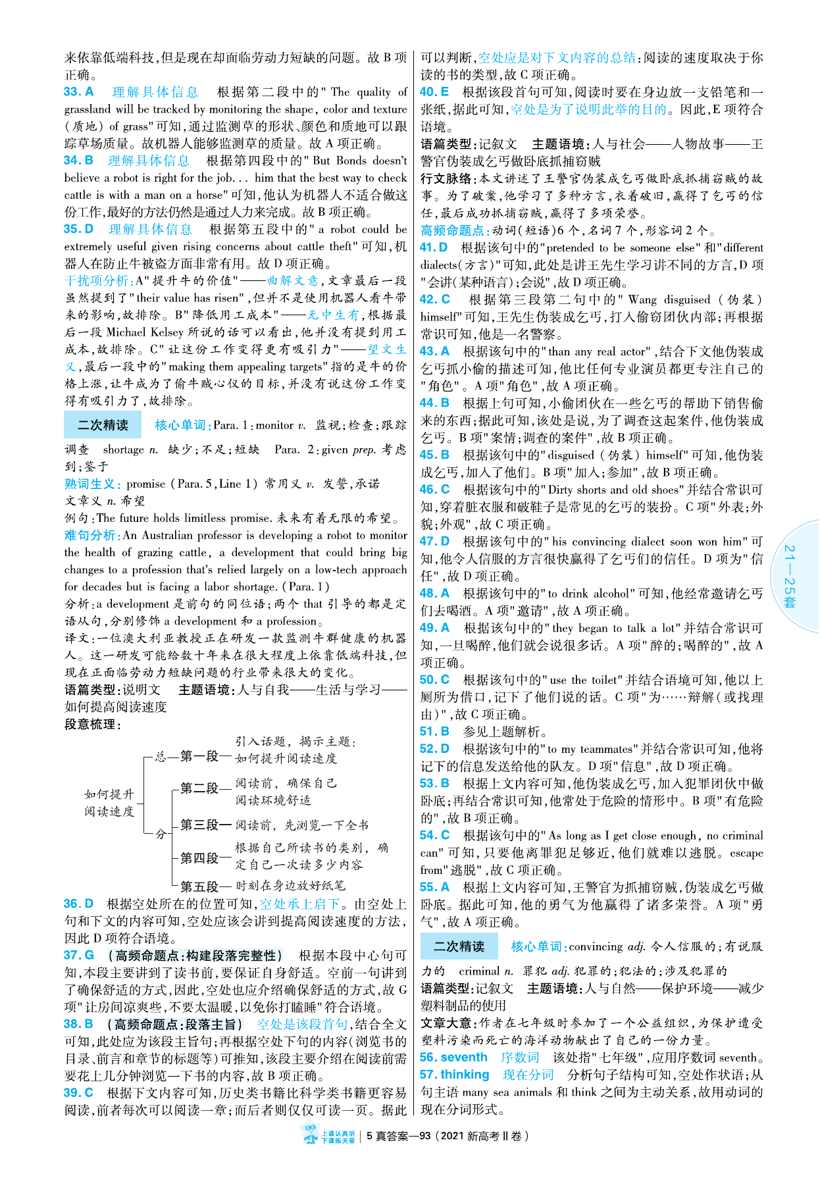 来依靠低端科技,但是现在却面临劳动力短缺的问题。故 B 项
正确。
33. A 理解具体信息 根据第二段中的" The quality of
grassland will be tracked by monitoring the shape, color and texture
(质地) of grass"可知,通过监测草的形状、颜色和质地可以跟
踪草场质量。故机器人能够监测草的质量。故 A 项正确。
34. B 理解具体信息 根据第四段中的" But Bonds doesn't
believe a robot is right for the job. . . him that the best way to check
cattle is with a man on a horse"可知,他认为机器人不适合做这
份工作,最好的方法仍然是通过人力来完成。故 B 项正确。
35. D 理解具体信息 根据第五段中的" a robot could be
extremely useful given rising concerns about cattle theft"可知,机
器人在防止牛被盗方面非常有用。故 D 项正确。
干扰项分析:A"提升牛的价值"——曲解文意,文章最后一段
虽然提到了"their value has risen",但并不是使用机器人看牛带
来的影响,故排除。B"降低用工成本"——无中生有,根据最
后一段 Michael Kelsey 所说的话可以看出,他并没有提到用工
成本,故排除。C"让这份工作变得更有吸引力"——望文生
义,最后一段中的"making them appealing targets"指的是牛的价
格上涨,让牛成为了偷牛贼心仪的目标,并没有说这份工作变
得有吸引力了,故排除。
二次精读 核心单词:Para. 1:monitor v. 监视;检查;跟踪
调查 shortage n. 缺少;不足;短缺 Para. 2:given prep. 考虑
到;鉴于
熟词生义: promise (Para. 5,Line 1) 常用义 v. 发誓,承诺
文章义 n. 希望
例句:The future holds limitless promise. 未来有着无限的希望。
难句分析:An Australian professor is developing a robot to monitor
the health of grazing cattle, a development that could bring big
changes to a profession that's relied largely on a low-tech approach
for decades but is facing a labor shortage. (Para. 1)
分析:a development 是前句的同位语;两个 that 引导的都是定
语从句,分别修饰 a development 和 a profession。
译文:一位澳大利亚教授正在研发一款监测牛群健康的机器
人。这一研发可能给数十年来在很大程度上依靠低端科技,但
现在正面临劳动力短缺问题的行业带来很大的变化。
语篇类型:说明文 主题语境:人与自我——生活与学习——
如何提高阅读速度
段意梳理:
如何提升
阅读速度
总 第一段 引入话题,揭示主题:
如何提升阅读速度
分
第二段 阅读前,确保自己
阅读环境舒适
第三段 阅读前,先浏览一下全书
第四段 根据自己所读书的类别,确
定自己一次读多少内容
第五段 时刻在身边放好纸笔
36. D 根据空处所在的位置可知,空处承上启下。由空处上
句和下文的内容可知,空处应该会讲到提高阅读速度的方法,
因此 D 项符合语境。
37. G (高频命题点:构建段落完整性) 根据本段中心句可
知,本段主要讲到了读书前,要保证自身舒适。空前一句讲到
了确保舒适的方式,因此,空处也应介绍确保舒适的方式,故 G
项"让房间凉爽些,不要太温暖,以免你打瞌睡"符合语境。
38. B (高频命题点:段落主旨) 空处是该段首句,结合全文
可知,此处应为该段主旨句;再根据空处下句的内容(浏览书的
目录、前言和章节的标题等)可推知,该段主要介绍在阅读前需
要花上几分钟浏览一下书的内容,故 B 项正确。
39. C 根据下文内容可知,历史类书籍比科学类书籍更容易
阅读,前者每次可以阅读一章;而后者则仅仅可读一页。据此
可以判断,空处应是对下文内容的总结:阅读的速度取决于你
读的书的类型,故 C 项正确。
40. E 根据该段首句可知,阅读时要在身边放一支铅笔和一
张纸,据此可知,空处是为了说明此举的目的。因此,E 项符合
语境。
语篇类型:记叙文 主题语境:人与社会——人物故事——王
警官伪装成乞丐做卧底抓捕窃贼
行文脉络:本文讲述了王警官伪装成乞丐做卧底抓捕窃贼的故
事。为了破案,他学习了多种方言,衣着破旧,赢得了乞丐的信
任,最后成功抓捕窃贼,赢得了多项荣誉。
高频命题点:动词(短语)6 个,名词 7 个,形容词 2 个。
41. D 根据该句中的"pretended to be someone else"和"different
dialects(方言)"可知,此处是讲王先生学习讲不同的方言,D 项
"会讲(某种语言);会说",故 D 项正确。
42. C 根据第三段第二句中的" Wang disguised (伪装)
himself"可知,王先生伪装成乞丐,打入偷窃团伙内部;再根据
常识可知,他是一名警察。
43. A 根据该句中的"than any real actor",结合下文他伪装成
乞丐抓小偷的描述可知,他比任何专业演员都更专注自己的
"角色"。A 项"角色",故 A 项正确。
44. B 根据上句可知,小偷团伙在一些乞丐的帮助下销售偷
来的东西;据此可知,该处是说,为了调查这起案件,他伪装成
乞丐。B 项"案情;调查的案件",故 B 项正确。
45. B 根据该句中的"disguised (伪装) himself"可知,他伪装
成乞丐,加入了他们。B 项"加入;参加",故 B 项正确。
46. C 根据该句中的"Dirty shorts and old shoes"并结合常识可
知,穿着脏衣服和破鞋子是常见的乞丐的装扮。C 项"外表;外
貌;外观",故 C 项正确。
47. D 根据该句中的" his convincing dialect soon won him"可
知,他令人信服的方言很快赢得了乞丐们的信任。D 项为"信
任",故 D 项正确。
48. A 根据该句中的"to drink alcohol"可知,他经常邀请乞丐
们去喝酒。A 项"邀请",故 A 项正确。
49. A 根据该句中的"they began to talk a lot"并结合常识可
知,一旦喝醉,他们就会说很多话。A 项"醉的;喝醉的",故 A
项正确。
50. C 根据该句中的"use the toilet"并结合语境可知,他以上
厕所为借口,记下了他们说的话。C 项"为……辩解(或找理
由)",故 C 项正确。
51. B 参见上题解析。
52. D 根据该句中的"to my teammates"并结合常识可知,他将
记下的信息发送给他的队友。D 项"信息",故 D 项正确。
53. B 根据上文内容可知,他伪装成乞丐,加入犯罪团伙中做
卧底;再结合常识可知,他常处于危险的情形中。B 项"有危险
的",故 B 项正确。
54. C 根据该句中的"As long as I get close enough, no criminal
can"可知,只要他离罪犯足够近,他们就难以逃脱。escape
from"逃脱",故 C 项正确。
55. A 根据上文内容可知,王警官为抓捕窃贼,伪装成乞丐做
卧底。据此可知,他的勇气为他赢得了诸多荣誉。A 项"勇
气",故 A 项正确。
二次精读 核心单词:convincing adj. 令人信服的;有说服
力的 criminal n. 罪犯 adj. 犯罪的;犯法的;涉及犯罪的
语篇类型:记叙文 主题语境:人与自然——保护环境——减少
塑料制品的使用
文章大意:作者在七年级时参加了一个公益组织,为保护遭受
塑料污染而死亡的海洋动物献出了自己的一份力量。
56. seventh 序数词 该处指"七年级",应用序数词 seventh。
57. thinking 现在分词 分析句子结构可知,空处作状语;从
句主语 many sea animals 和 think 之间为主动关系,故用动词的
现在分词形式。
21—25套
上课认真听
下课练天星
5 真答案—93 (2021 新高考Ⅱ卷)